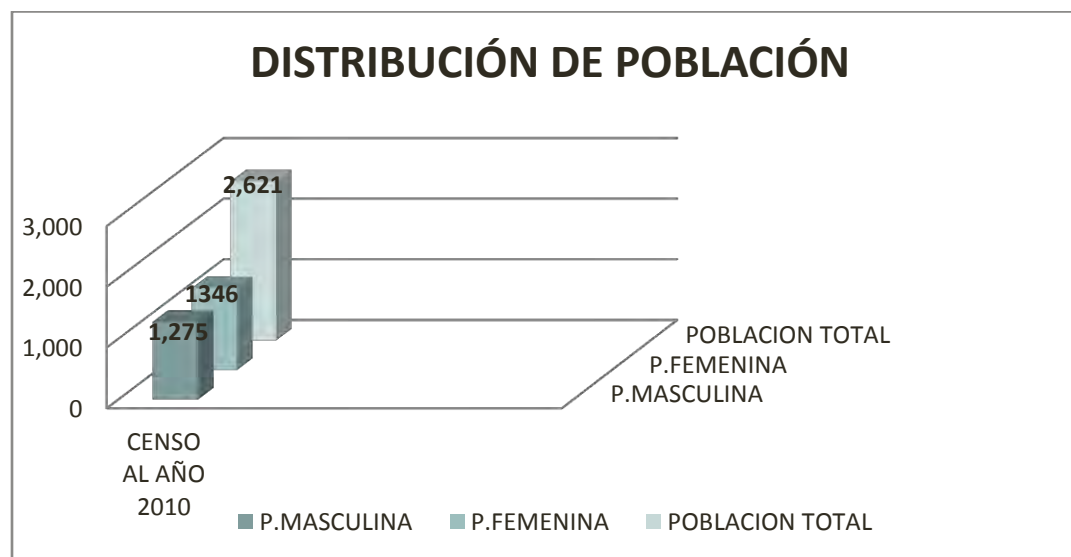 DISTRIBUCIÓN DE POBLACIÓN
2,621
3,000
1346
2,000
1,275
1,000
POBLACION TOTAL
P.FEMENINA
P.MASCULINA
0
CENSO
AL AÑO
2010
P.MASCULINA P.FEMENINA POBLACION TOTAL